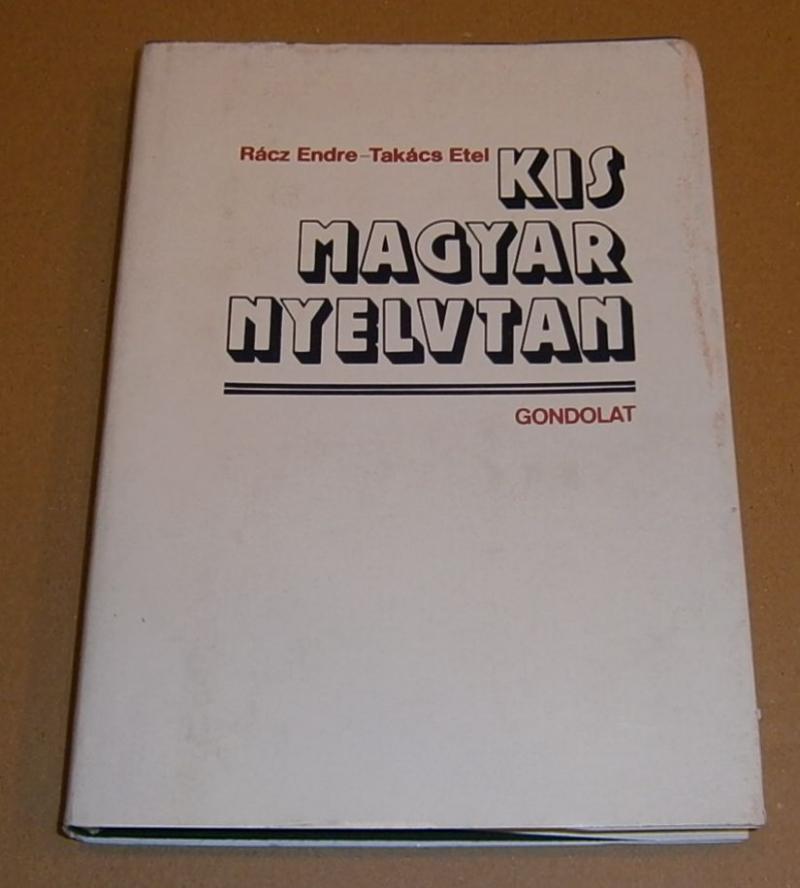 Rácz Endre–Takács Etel KIS
MAGYAR
NYELVTAN
GONDOLAT